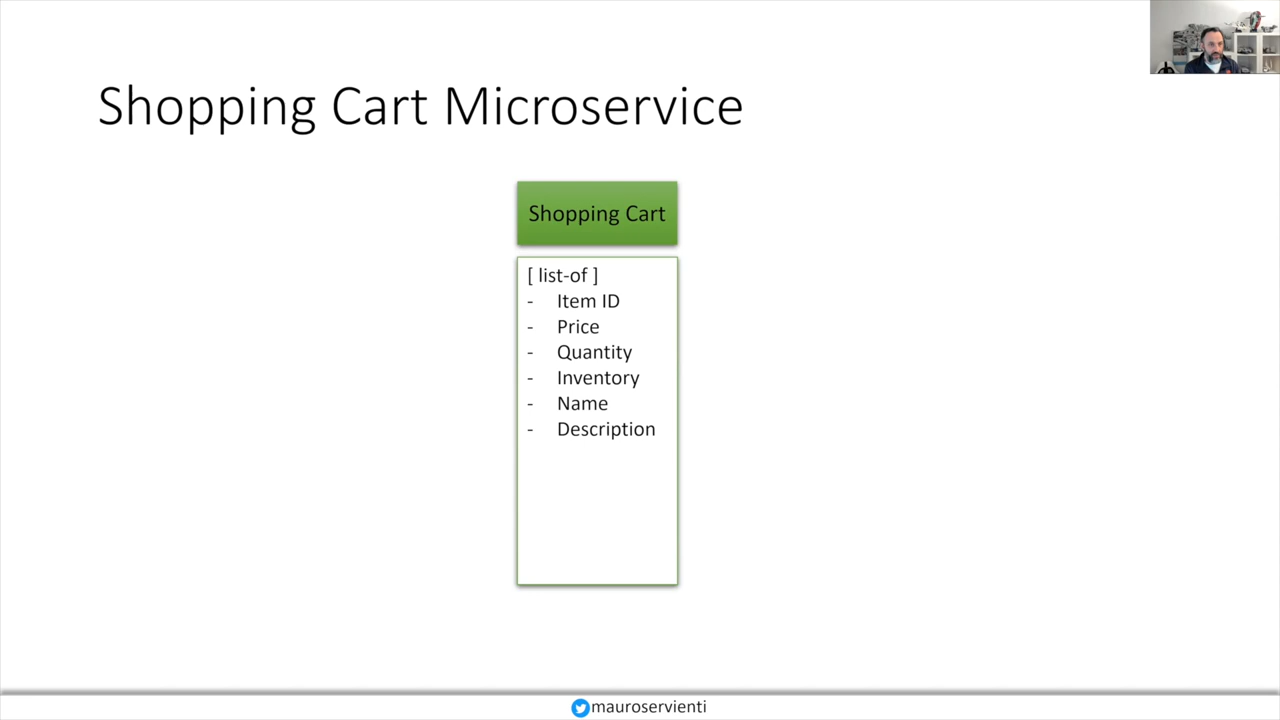 Shopping Cart Microservice
Shopping Cart
[ list-of ]
- Item ID
- Price
- Quantity
- Inventory
- Name
- Description
mauroservienti